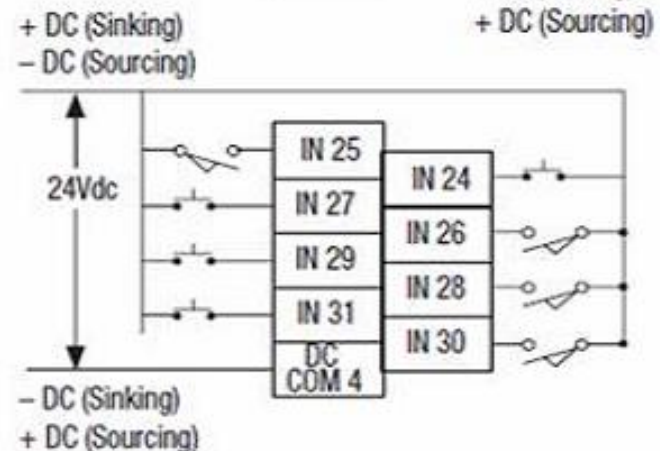 + DC (Sinking)
+ DC (Sourcing)
– DC (Sourcing)
24Vdc
IN 25
IN 24
IN 27
IN 26
IN 29
IN 28
IN 31
IN 30
DC
COM 4
– DC (Sinking)
+ DC (Sourcing)